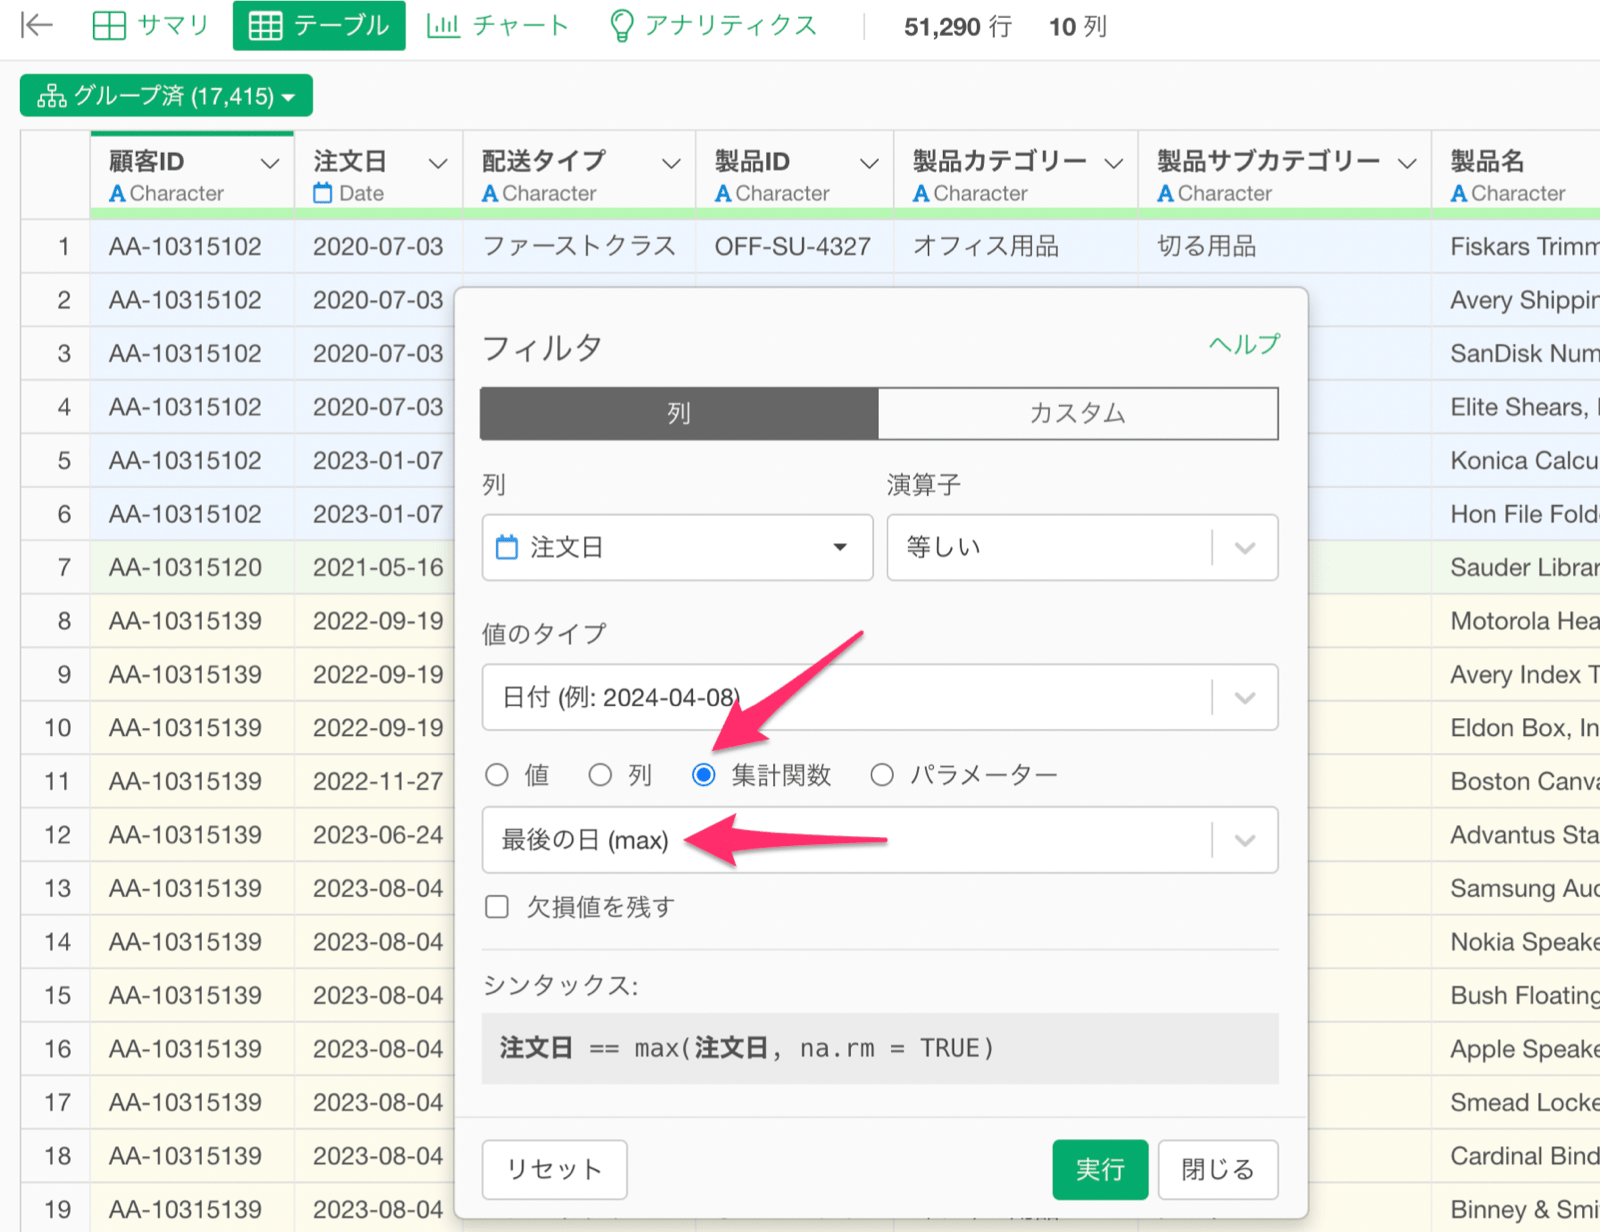 サマリ テーブル チャート アナリティクス 51,290 行 10 列
グループ済 (17,415)
顧客ID 注文日 配送タイプ 製品ID 製品カテゴリー 製品サブカテゴリー 製品名
Character Date Character Character Character Character Character
1 AA-10315102 2020-07-03 ファーストクラス OFF-SU-4327 オフィス用品 切る用品 Fiskars Trimm
2 AA-10315102 2020-07-03 Avery Shippin
3 AA-10315102 2020-07-03 SanDisk Num
4 AA-10315102 2020-07-03 Elite Shears,
5 AA-10315102 2023-01-07 Konica Calcu
6 AA-10315102 2023-01-07 Hon File Folde
7 AA-10315120 2021-05-16 Sauder Librar
8 AA-10315139 2022-09-19 Motorola Hea
9 AA-10315139 2022-09-19 Avery Index T
10 AA-10315139 2022-09-19 Eldon Box, In
11 AA-10315139 2022-11-27 Boston Canva
12 AA-10315139 2023-06-24 Advantus Sta
13 AA-10315139 2023-08-04 Samsung Aud
14 AA-10315139 2023-08-04 Nokia Speake
15 AA-10315139 2023-08-04 Bush Floating
16 AA-10315139 2023-08-04 Apple Speake
17 AA-10315139 2023-08-04 Smead Locke
18 AA-10315139 2023-08-04 Cardinal Bind
19 AA-10315139 2023-08-04 Binney & Smi
フィルタ ヘルプ
列 カスタム
列 演算子
注文日 等しい
値のタイプ
日付 (例: 2024-04-08)
値 列 集計関数 パラメーター
最後の日 (max)
欠損値を残す
シンタックス:
注文日 == max(注文日, na.rm = TRUE)
リセット 実行 閉じる